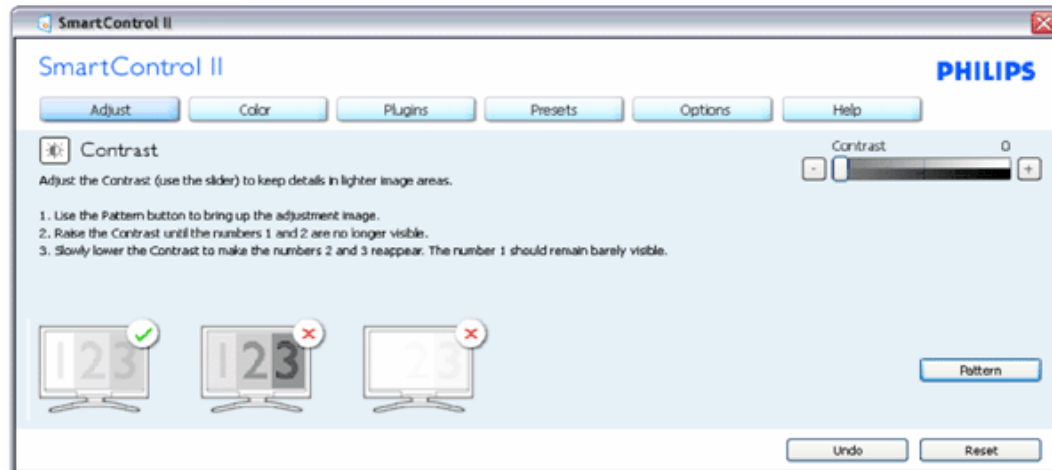 SmartControl II
SmartControl II
PHILIPS
Adjust Color Plugins Presets Options Help
Contrast
Contrast 0
- +
Adjust the Contrast (use the slider) to keep details in lighter image areas.
1. Use the Pattern button to bring up the adjustment image.
2. Raise the Contrast until the numbers 1 and 2 are no longer visible.
3. Slowly lower the Contrast to make the numbers 2 and 3 reappear. The number 1 should remain barely visible.
123 123 23
Pattern
Undo Reset